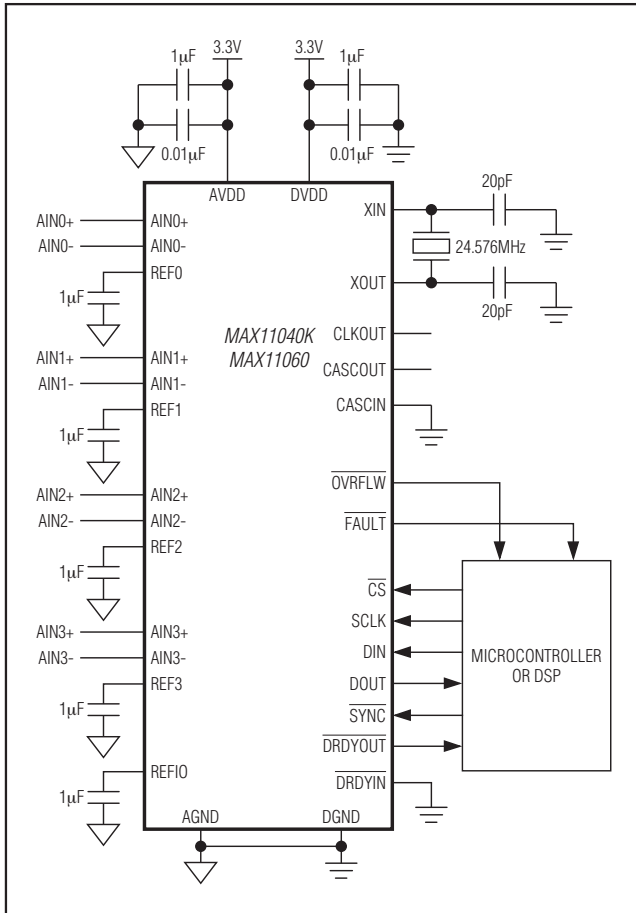 1μF
3.3V
3.3V
1μF
0.01μF
0.01μF
AVDD
DVDD
20pF
XIN
24.576MHz
XOUT
20pF
AIN0+
AIN0+
AIN0-
AIN0-
REF0
1μF
MAX11040K
MAX11060
CLKOUT
CASCOUT
CASCIN
AIN1+
AIN1+
AIN1-
AIN1-
REF1
1μF
OVRFLW
FAULT
AIN2+
AIN2+
AIN2-
AIN2-
REF2
1μF
CS
SCLK
DIN
DOUT
SYNC
DRDYOUT
DRDYIN
MICROCONTROLLER
OR DSP
AIN3+
AIN3+
AIN3-
AIN3-
REF3
1μF
REFIO
1μF
AGND
DGND